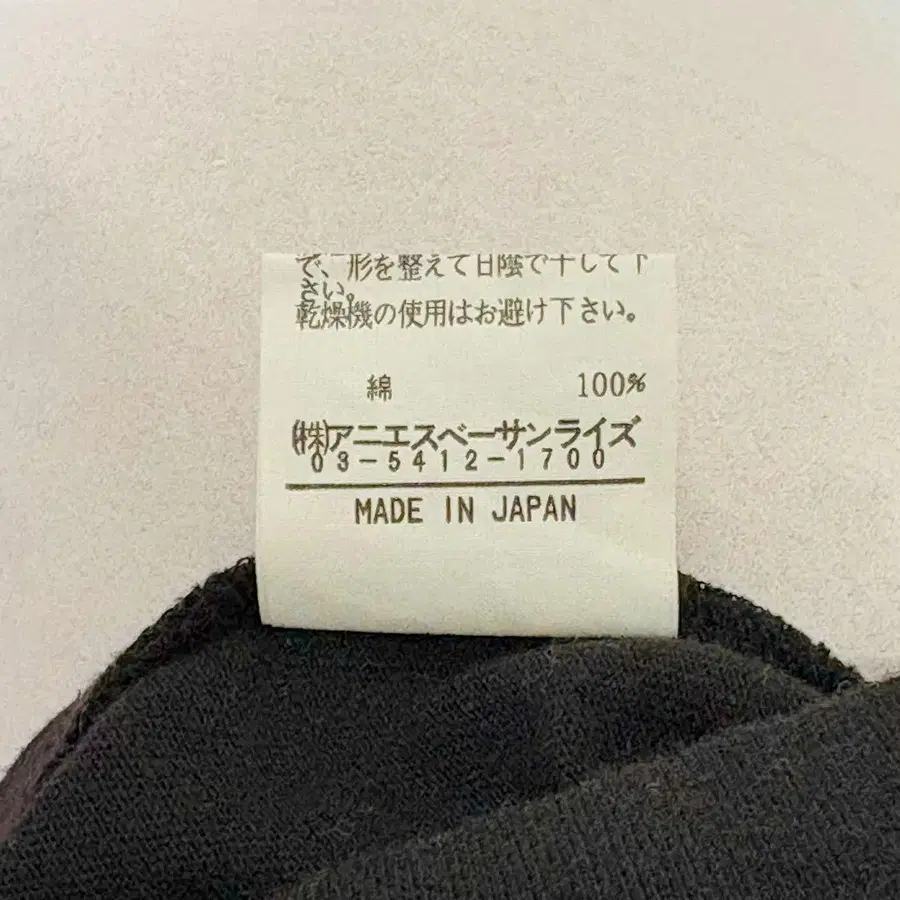 で、形を整えて日陰で干して下
さい。
乾燥機の使用はお避け下さい。
綿 100%
(株)アニエスベーサンライズ
03-5412-1700
MADE IN JAPAN